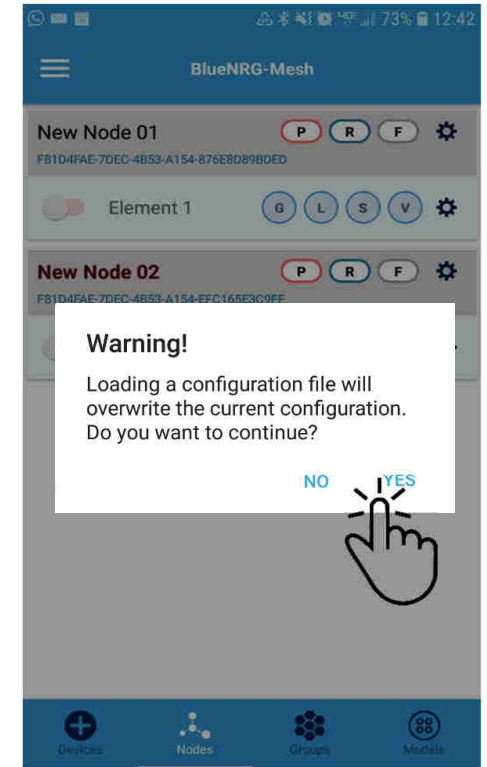 73% 12:42
BlueNRG-Mesh
New Node 01 P R F
F81D4FAE-7DEC-4B53-A154-876E8D89BDED
Element 1 G L S V
New Node 02 P R F
F81D4FAE-7DEC-4B53-A154-EFC165E3C9FF
Warning!
Loading a configuration file will
overwrite the current configuration.
Do you want to continue?
NO YES
Devices Nodes Groups Models